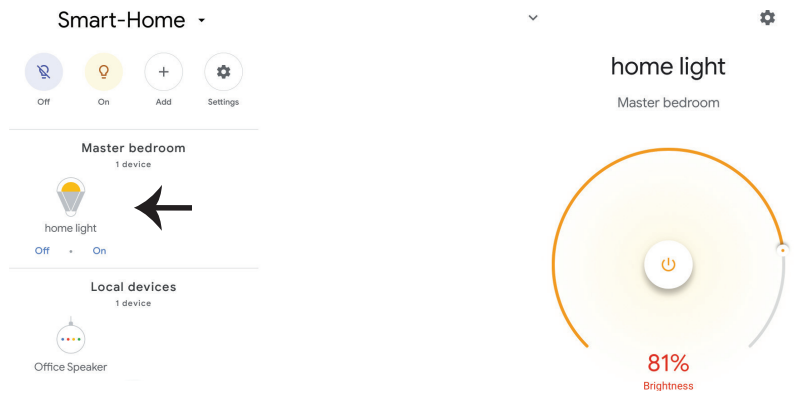 Smart-Home
Off On Add Settings
Master bedroom
1 device
home light
Off • On
Local devices
1 device
Office Speaker
home light
Master bedroom
81%
Brightness